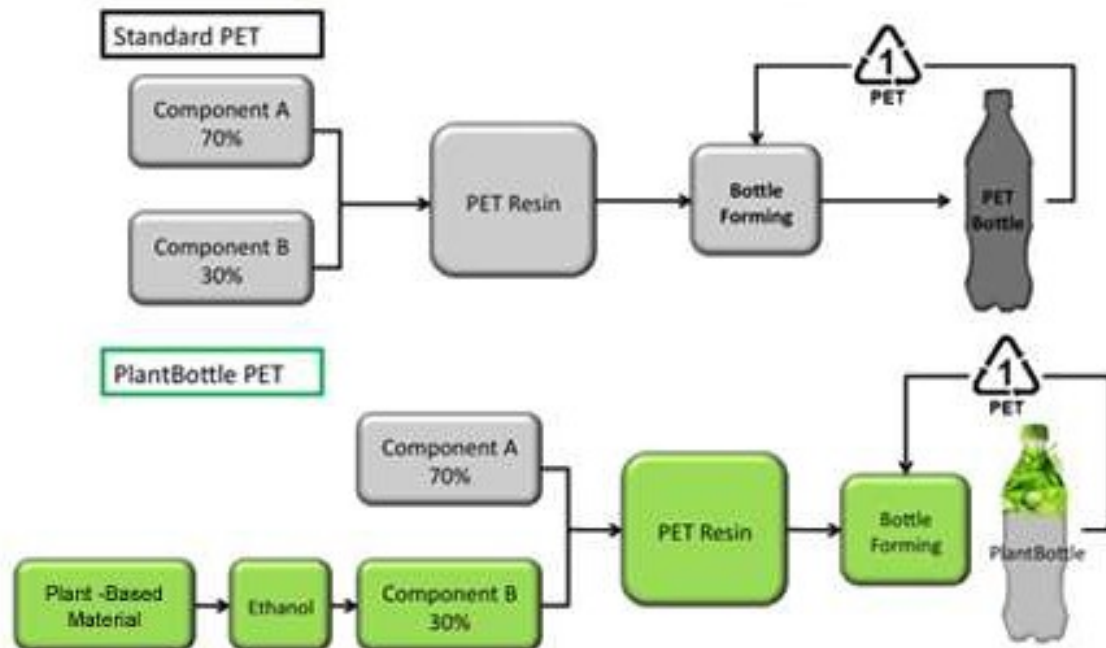 Standard PET
Component A
70%
Component B
30%
PET Resin
Bottle
Forming
1
PET
PET
Bottle
PlantBottle PET
Component A
70%
Plant -Based
Material
Ethanol
Component B
30%
PET Resin
Bottle
Forming
1
PET
PlantBottle